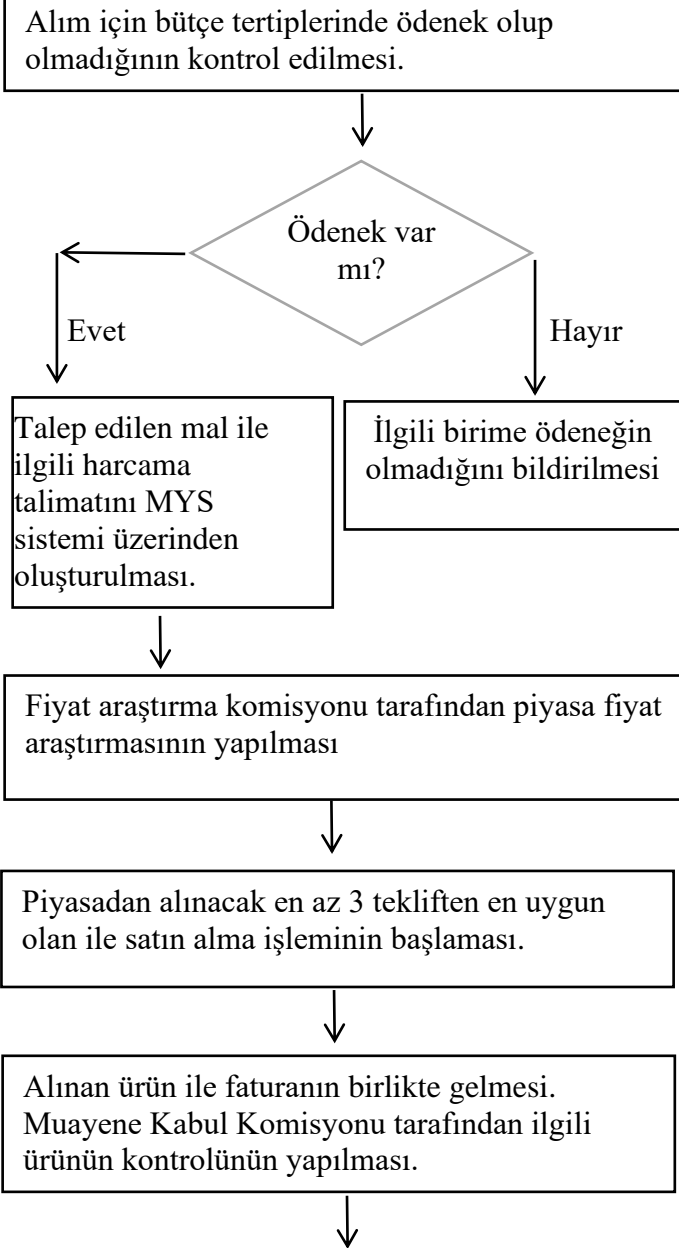 Alım için bütçe tertiplerinde ödenek olup
olmadığının kontrol edilmesi.
Ödenek var
mı?
Evet
Hayır
Talep edilen mal ile
ilgili harcama
talimatını MYS
sistemi üzerinden
oluşturulması.
İlgili birime ödeneğin
olmadığını bildirilmesi
Fiyat araştırma komisyonu tarafından piyasa fiyat
araştırmasının yapılması
Piyasadan alınacak en az 3 tekliften en uygun
olan ile satın alma işleminin başlaması.
Alınan ürün ile faturanın birlikte gelmesi.
Muayene Kabul Komisyonu tarafından ilgili
ürünün kontrolünün yapılması.